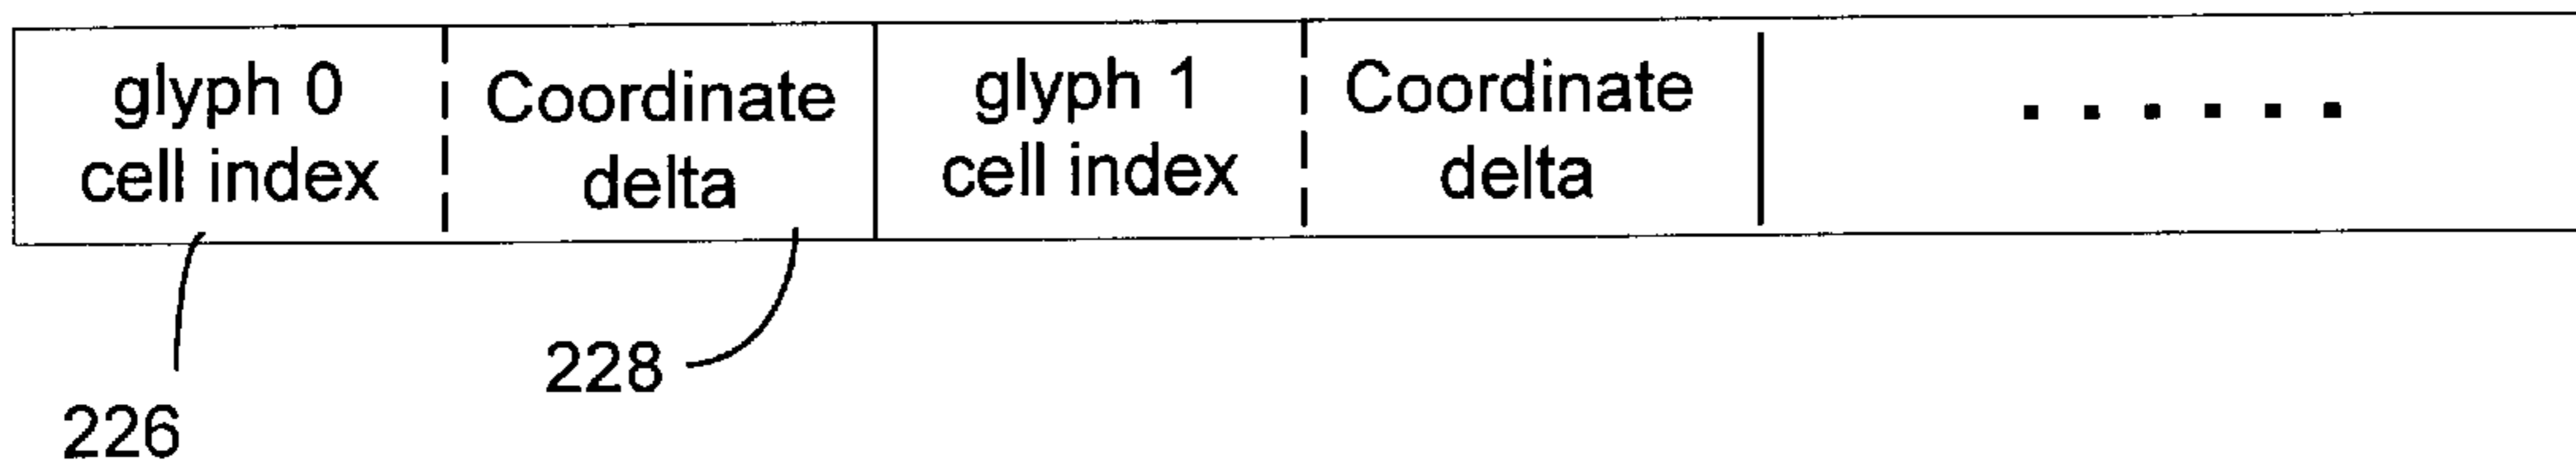 glyph 0
cell index
Coordinate
delta
glyph 1
cell index
Coordinate
delta
......
226
228